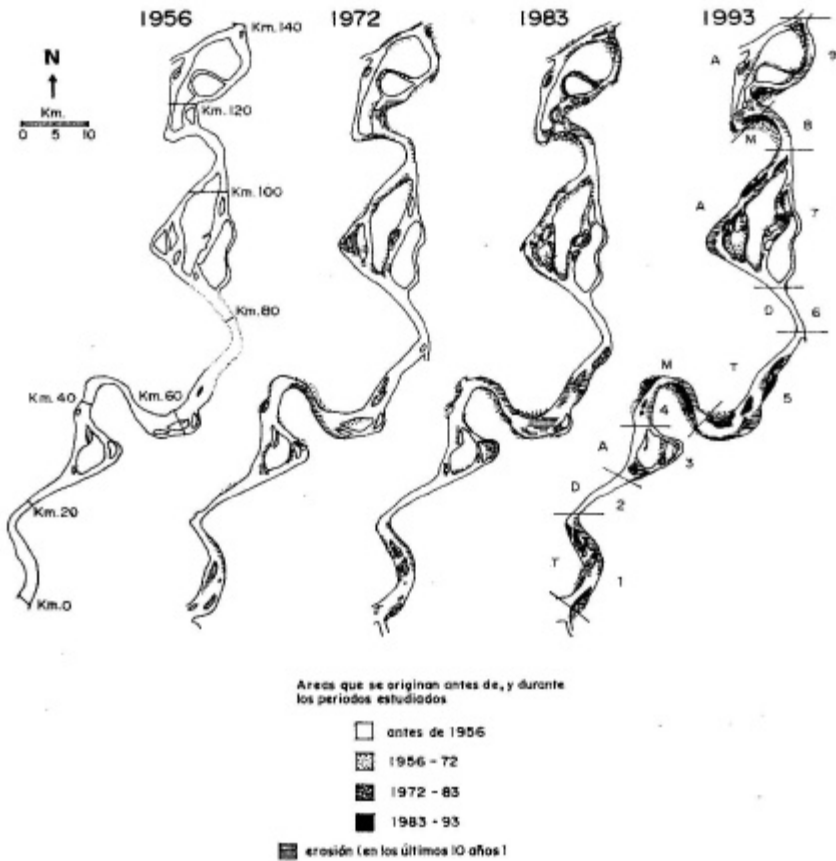 1956 1972 1983 1993
N
Km.
0 5 10
Km. 140
Km. 120
Km. 100
Km. 80
Km. 60
Km. 40
Km. 20
Km. 0
A 9
M 8
A 7
D 6
M T 5
4
A 3
D 2
T 1
Areas que se originan antes de, y durante
los periodos estudiados
antes de 1956
1956 - 72
1972 - 83
1983 - 93
erosión (en los últimos 10 años)